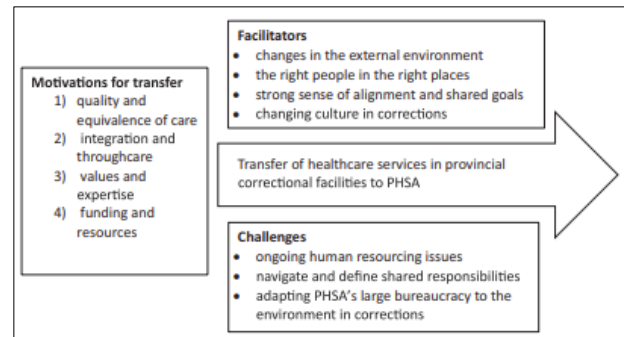 Motivations for transfer
1) quality and
equivalence of care
2) integration and
throughcare
3) values and
expertise
4) funding and
resources
Facilitators
• changes in the external environment
• the right people in the right places
• strong sense of alignment and shared goals
• changing culture in corrections
Transfer of healthcare services in provincial
correctional facilities to PHSA
Challenges
• ongoing human resourcing issues
• navigate and define shared responsibilities
• adapting PHSA's large bureaucracy to the
environment in corrections